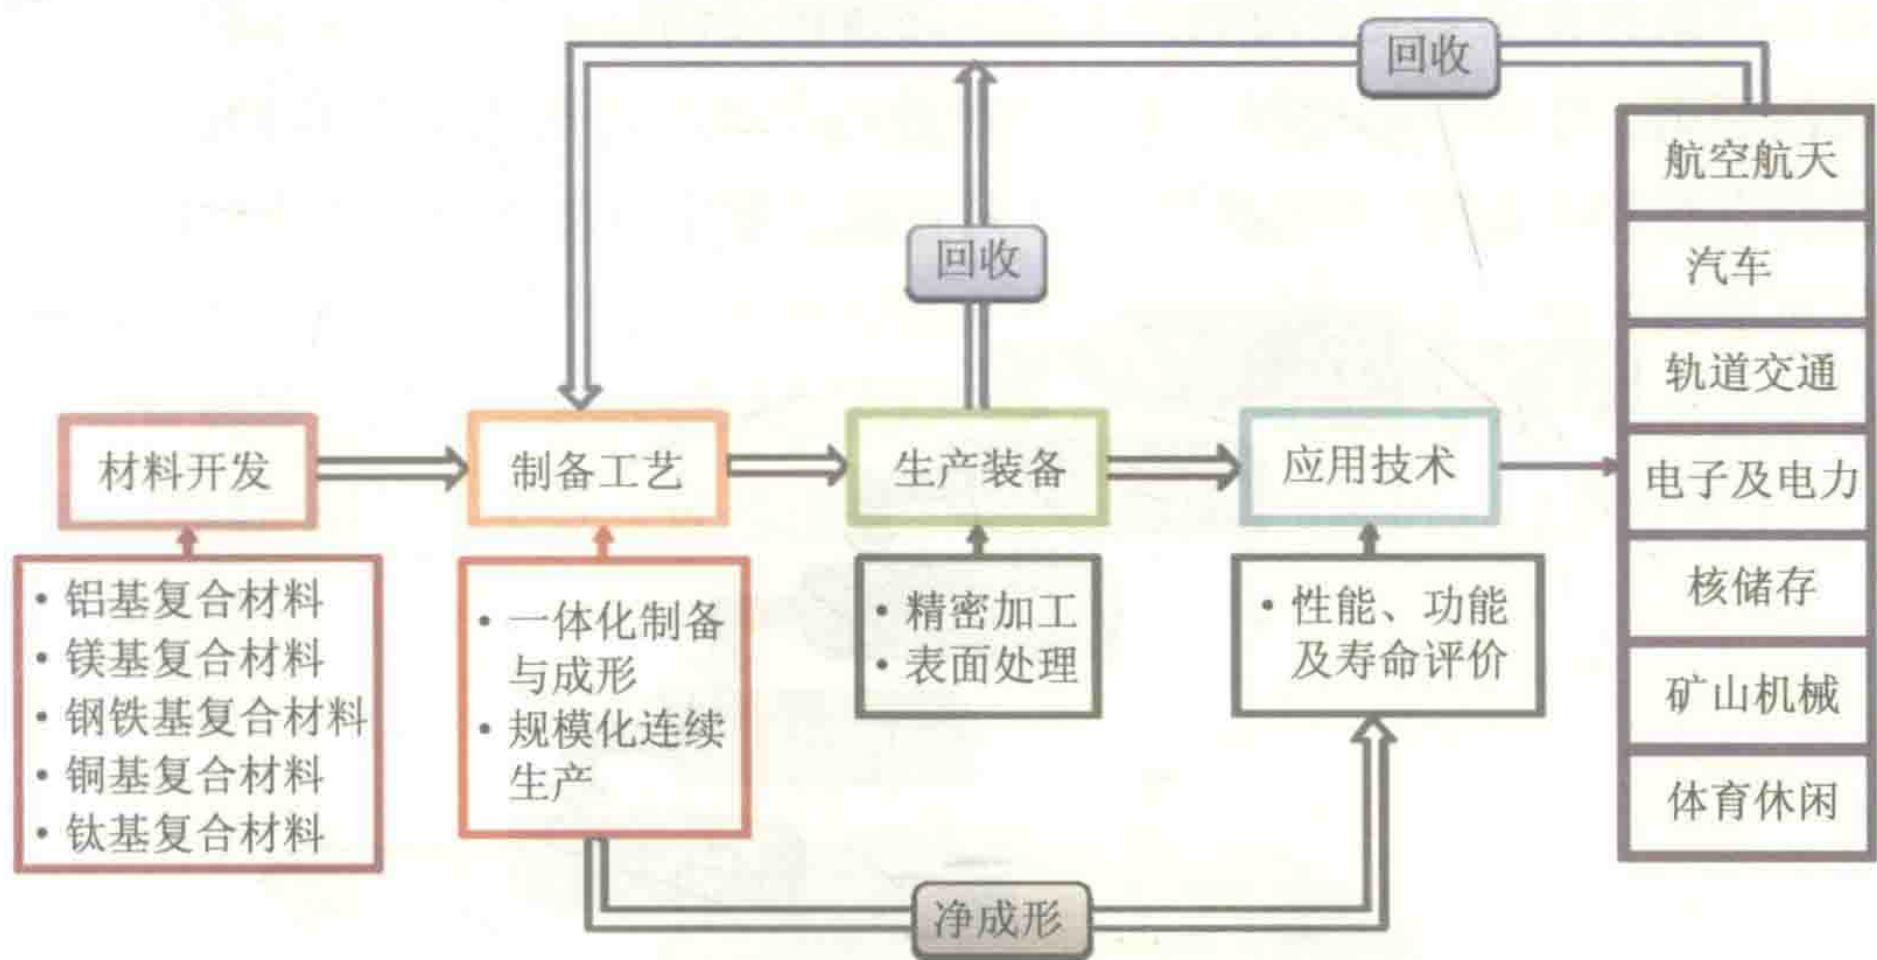 回收
回收
航空航天
汽车
轨道交通
电子及电力
核储存
矿山机械
体育休闲
材料开发
制备工艺
生产装备
应用技术
• 铝基复合材料
• 镁基复合材料
• 钢铁基复合材料
• 铜基复合材料
• 钛基复合材料
• 一体化制备
与成形
• 规模化连续
生产
• 精密加工
• 表面处理
• 性能、功能
及寿命评价
净成形